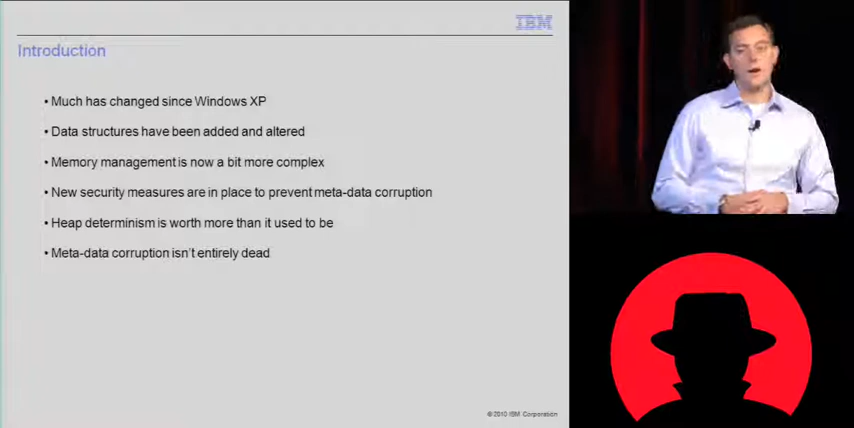 IBM
Introduction
• Much has changed since Windows XP
• Data structures have been added and altered
• Memory management is now a bit more complex
• New security measures are in place to prevent meta-data corruption
• Heap determinism is worth more than it used to be
• Meta-data corruption isn't entirely dead
© 2010 IBM Corporation